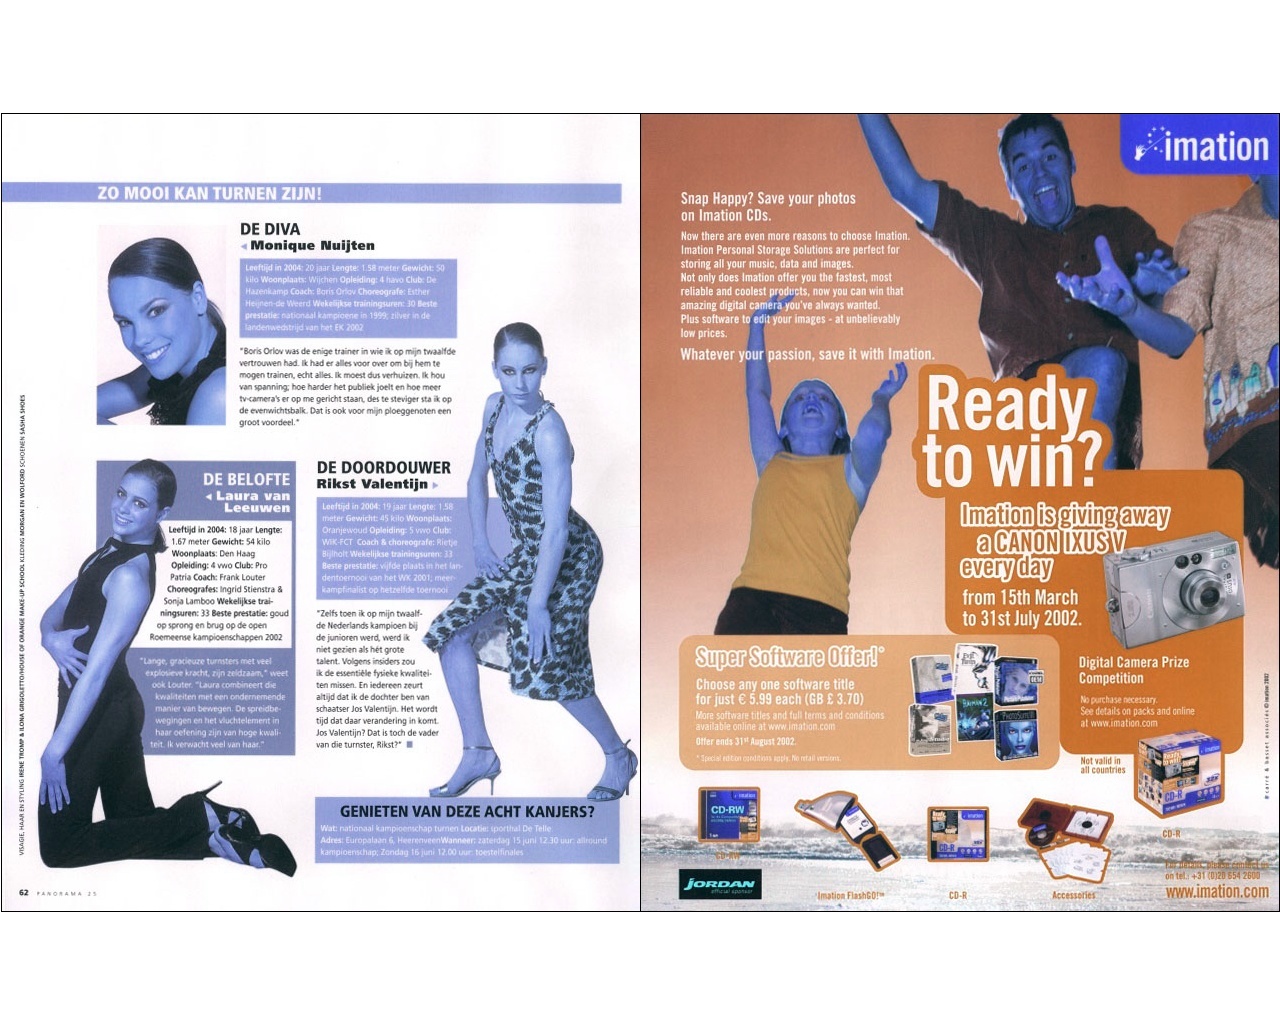 ZO MOOI KAN TURNEN ZIJN!
DE DIVA
Monique Nuijten
Leeftijd in 2004: 20 jaar Lengte: 1.58 meter Gewicht: 50
kilo Woonplaats: Wijchen Opleiding: 4 havo Club: De
Hazenkamp Coach: Boris Orlov Choreografe: Esther
Heijnen-de Weerd Wekelijkse trainingsuren: 30 Beste
prestatie: nationaal kampioene in 1999; zilver in de
landenwedstrijd van het EK 2002
"Boris Orlov was de enige trainer in wie ik op mijn twaalfde
vertrouwen had. Ik had er alles voor over om bij hem te
mogen trainen, echt alles. Ik moest dus verhuizen. Ik hou
van spanning; hoe harder het publiek joelt en hoe meer
tv-camera's er op me gericht staan, des te steviger sta ik op
de evenwichtsbalk. Dat is ook voor mijn ploeggenoten een
groot voordeel."
DE BELOFTE
Laura van
Leeuwen
Leeftijd in 2004: 18 jaar Lengte:
1.67 meter Gewicht: 54 kilo
Woonplaats: Den Haag
Opleiding: 4 vwo Club: Pro
Patria Coach: Frank Louter
Choreografes: Ingrid Stienstra &
Sonja Lamboo Wekelijkse trai-
ningsuren: 33 Beste prestatie: goud
op sprong en brug op de open
Roemeense kampioenschappen 2002
"Lange, gracieuze turnsters met veel
explosieve kracht, zijn zeldzaam," weet
ook Louter. "Laura combineert die
kwaliteiten met een ondernemende
manier van bewegen. De spreidbe-
wegingen en het vluchtelement in
haar oefening zijn van hoge kwali-
teit. Ik verwacht veel van haar."
DE DOORDOUWER
Rikst Valentijn
Leeftijd in 2004: 19 jaar Lengte: 1,58
meter Gewicht: 45 kilo Woonplaats:
Oranjewoud Opleiding: 5 vwo Club:
WIK-FCT Coach & choreografe: Rietje
Bijlholt Wekelijkse trainingsuren: 33
Beste prestatie: vijfde plaats in het lan-
dentoernooi van het WK 2001; meer-
kampfinalist op hetzelfde toernooi
"Zelfs toen ik op mijn twaalf-
de Nederlands kampioen bij
de junioren werd, werd ik
niet gezien als hét grote
talent. Volgens insiders zou
ik de essentiële fysieke kwalitei-
ten missen. En iedereen zeurt
altijd dat ik de dochter ben van
schaatser Jos Valentijn. Het wordt
tijd dat daar verandering in komt.
Jos Valentijn? Dat is toch de vader
van die turnster, Rikst?"
GENIETEN VAN DEZE ACHT KANJERS?
Wat: nationaal kampioenschap turnen Locatie: sporthal De Telle
Adres: Europalaan 6, HeerenveenWanneer: zaterdag 15 juni 12.30 uur: allround
kampioenschap; Zondag 16 juni 12.00 uur: toestelfinales
VISAGIE, HAAR EN STYLING IRENE TROMP & ILONA GRIGOLETTO/HOUSE OF ORANGE MAKE-UP SCHOOL KLEDING MORGAN EN WOLFORD SCHOENEN SASHA SHOES
62 PANORAMA 25
imation
Snap Happy? Save your photos
on Imation CDs.
Now there are even more reasons to choose Imation.
Imation Personal Storage Solutions are perfect for
storing all your music, data and images.
Not only does Imation offer you the fastest, most
reliable and coolest products, now you can win that
amazing digital camera you've always wanted.
Plus software to edit your images - at unbelievably
low prices.
Whatever your passion, save it with Imation.
Ready
to win?
Imation is giving away
a CANON IXUS V
every day
from 15th March
to 31st July 2002.
Digital Camera Prize
Competition
No purchase necessary.
See details on packs and online
at www.imation.com
Super Software Offer!*
Choose any one software title
for just € 5.99 each (GB £ 3.70)
More software titles and full terms and conditions
available online at www.imation.com
Offer ends 31st August 2002.
* Special edition conditions apply. No retail versions.
Not valid in
all countries
imation
CD-R
CD-RW
CD-RW
Imation FlashGO!™
CD-R
Accessories
CD-R
JORDAN
official sponsor
For details, please contact us
on tel.: +31 (0)20 654 2600
www.imation.com
carré & basset associés © imation 2002